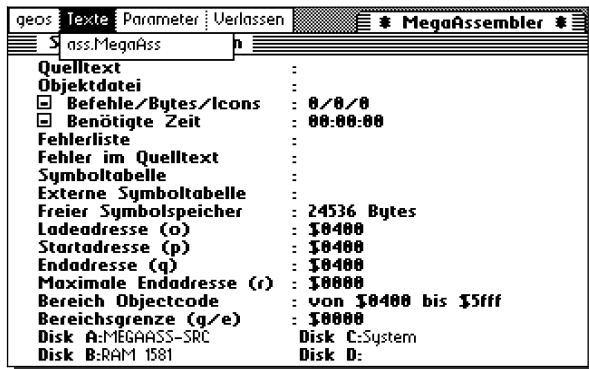 geos Texte Parameter Verlassen * MegaAssembler *
S ass.MegaAss n
Quelltext :
Objektdatei :
Befehle/Bytes/Icons : 0/0/0
Benötigte Zeit : 00:00:00
Fehlerliste :
Fehler im Quelltext :
Symboltabelle :
Externe Symboltabelle :
Freier Symbolspeicher : 24536 Bytes
Ladeadresse (o) : $0400
Startadresse (p) : $0400
Endadresse (q) : $0400
Maximale Endadresse (r) : $0000
Bereich Objectcode : von $0400 bis $5fff
Bereichsgrenze (g/e) : $0000
Disk A:MEGAASS-SRC Disk C:System
Disk B:RAM 1581 Disk D: